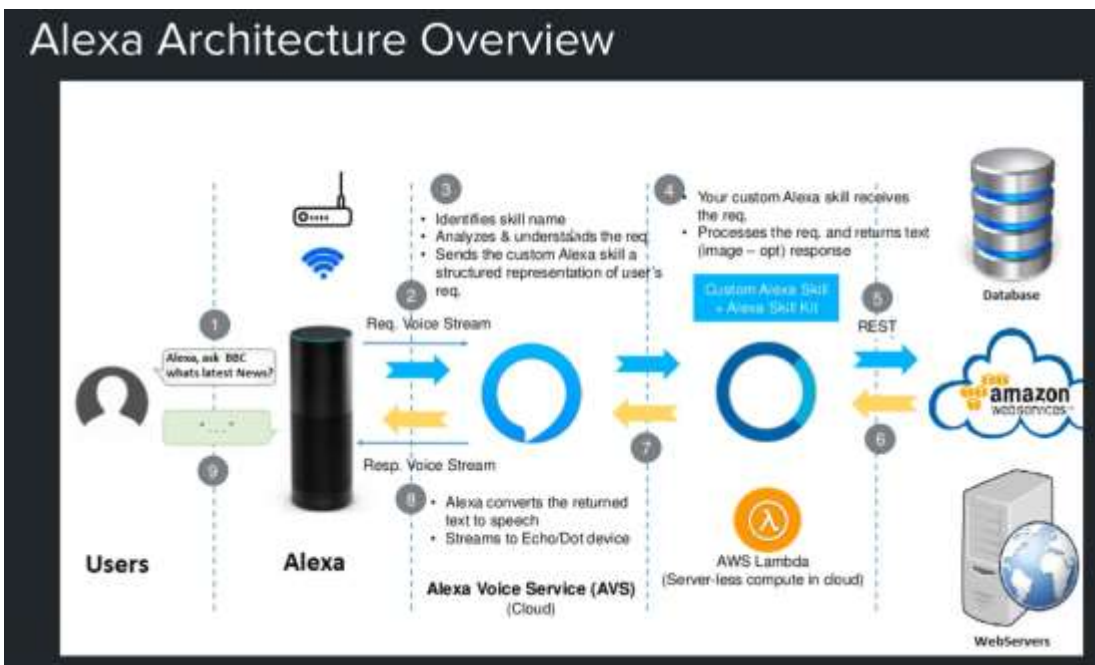 Alexa Architecture Overview
3
• Identifies skill name
• Analyzes & understands the req.
• Sends the custom Alexa skill a
structured representation of user's
req.
4
• Your custom Alexa skill receives
the req.
• Processes the req. and returns text
(image – opt) response
Custom Alexa Skill
+ Alexa Skill Kit
Database
1
Alexa, ask BBC
whats latest News?
2
Req. Voice Stream
5
REST
amazon
webservices™
" ... "
9
Resp. Voice Stream
7
6
8
• Alexa converts the returned
text to speech
• Streams to Echo/Dot device
Users
Alexa
Alexa Voice Service (AVS)
(Cloud)
λ
AWS Lambda
(Server-less compute in cloud)
WebServers